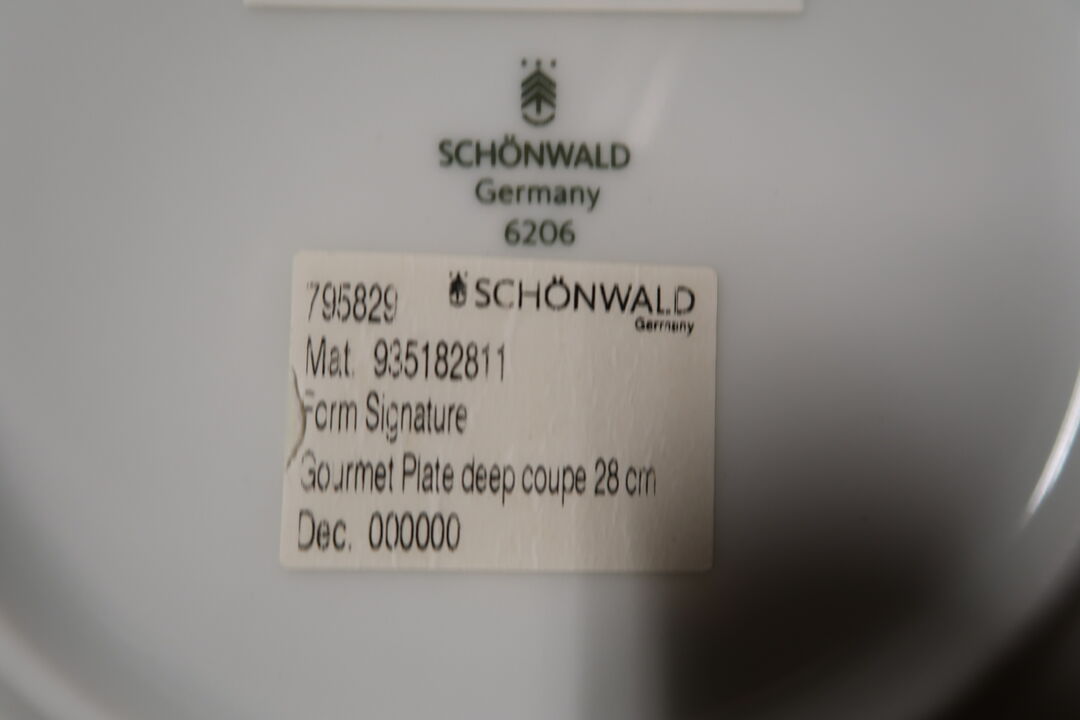 SCHÖNWALD
Germany
6206
795829 SCHÖNWALD
Germany
Mat. 935182811
Form Signature
Gourmet Plate deep coupe 28 cm
Dec. 000000